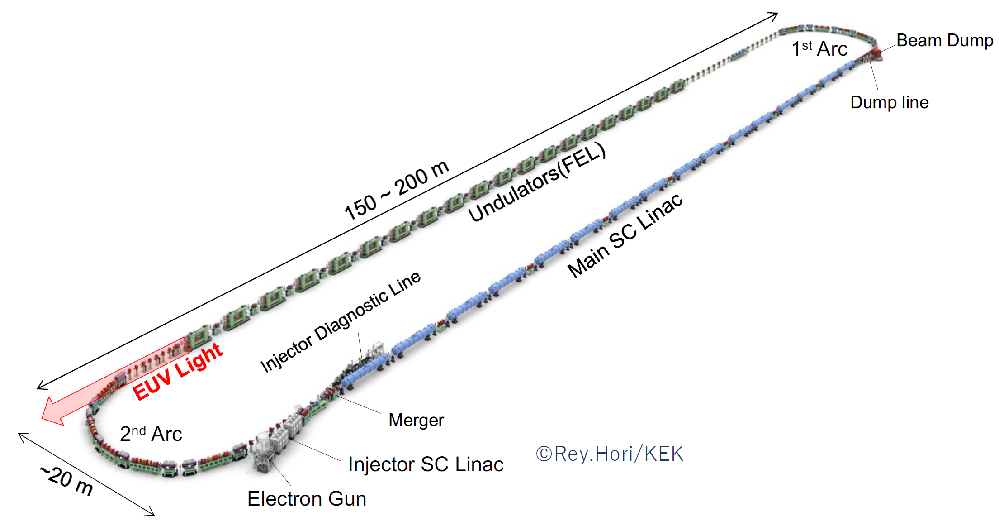 1st Arc
Beam Dump
Dump line
150 ~ 200 m
Undulators(FEL)
Main SC Linac
Injector Diagnostic Line
EUV Light
Merger
2nd Arc
©Rey.Hori/KEK
Injector SC Linac
~20 m
Electron Gun